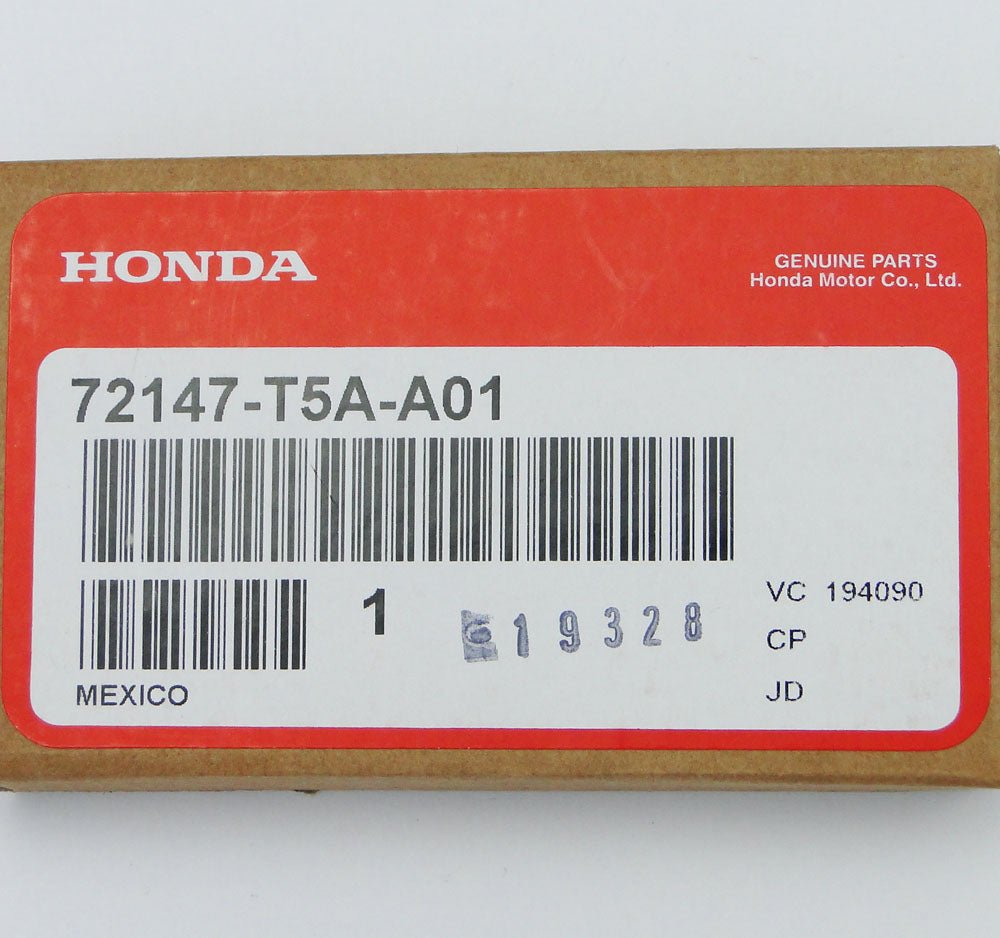 HONDA
GENUINE PARTS
Honda Motor Co., Ltd.
72147-T5A-A01
1
19328
VC 194090
CP
JD
MEXICO